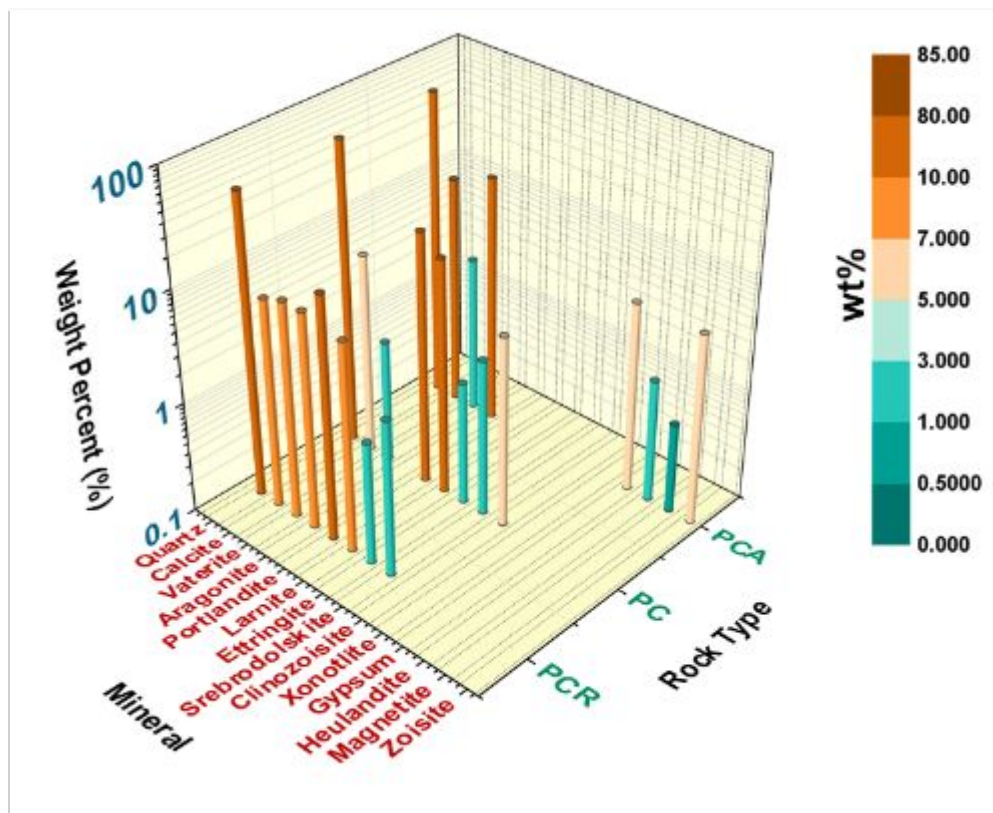 100
10
1
0.1
Weight Percent (%)
Quartz
Calcite
Vaterite
Aragonite
Portlandite
Larnite
Ettringite
Srebrodolskite
Clinozoisite
Xonotlite
Gypsum
Heulandite
Magnetite
Zoisite
Mineral
PCR
PC
PCA
Rock Type
wt%
85.00
80.00
10.00
7.000
5.000
3.000
1.000
0.5000
0.000